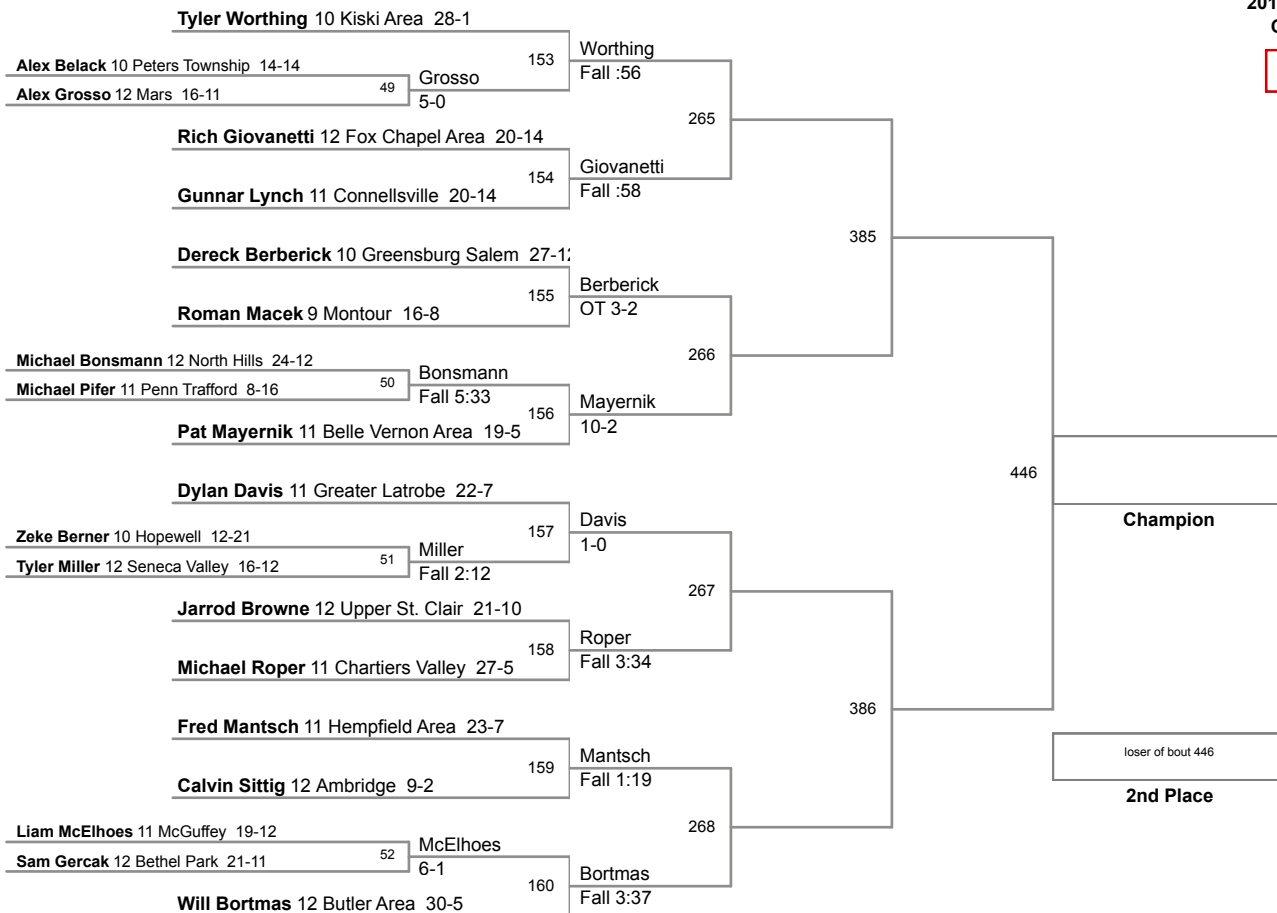 201
Tyler Worthing 10 Kiski Area 28-1
Alex Belack 10 Peters Township 14-14
Alex Grosso 12 Mars 16-11
49
Grosso
5-0
153
Worthing
Fall :56
Rich Giovanetti 12 Fox Chapel Area 20-14
Gunnar Lynch 11 Connellsville 20-14
154
Giovanetti
Fall :58
265
Dereck Berberick 10 Greensburg Salem 27-12
Roman Macek 9 Montour 16-8
155
Berberick
OT 3-2
Michael Bonsmann 12 North Hills 24-12
Michael Pifer 11 Penn Trafford 8-16
50
Bonsmann
Fall 5:33
Pat Mayernik 11 Belle Vernon Area 19-5
156
Mayernik
10-2
266
385
Dylan Davis 11 Greater Latrobe 22-7
Zeke Berner 10 Hopewell 12-21
Tyler Miller 12 Seneca Valley 16-12
51
Miller
Fall 2:12
157
Davis
1-0
Jarrod Browne 12 Upper St. Clair 21-10
Michael Roper 11 Chartiers Valley 27-5
158
Roper
Fall 3:34
267
Fred Mantsch 11 Hempfield Area 23-7
Calvin Sittig 12 Ambridge 9-2
159
Mantsch
Fall 1:19
Liam McElhoes 11 McGuffey 19-12
Sam Gercak 12 Bethel Park 21-11
52
McElhoes
6-1
Will Bortmas 12 Butler Area 30-5
160
Bortmas
Fall 3:37
268
386
446
Champion
loser of bout 446
2nd Place